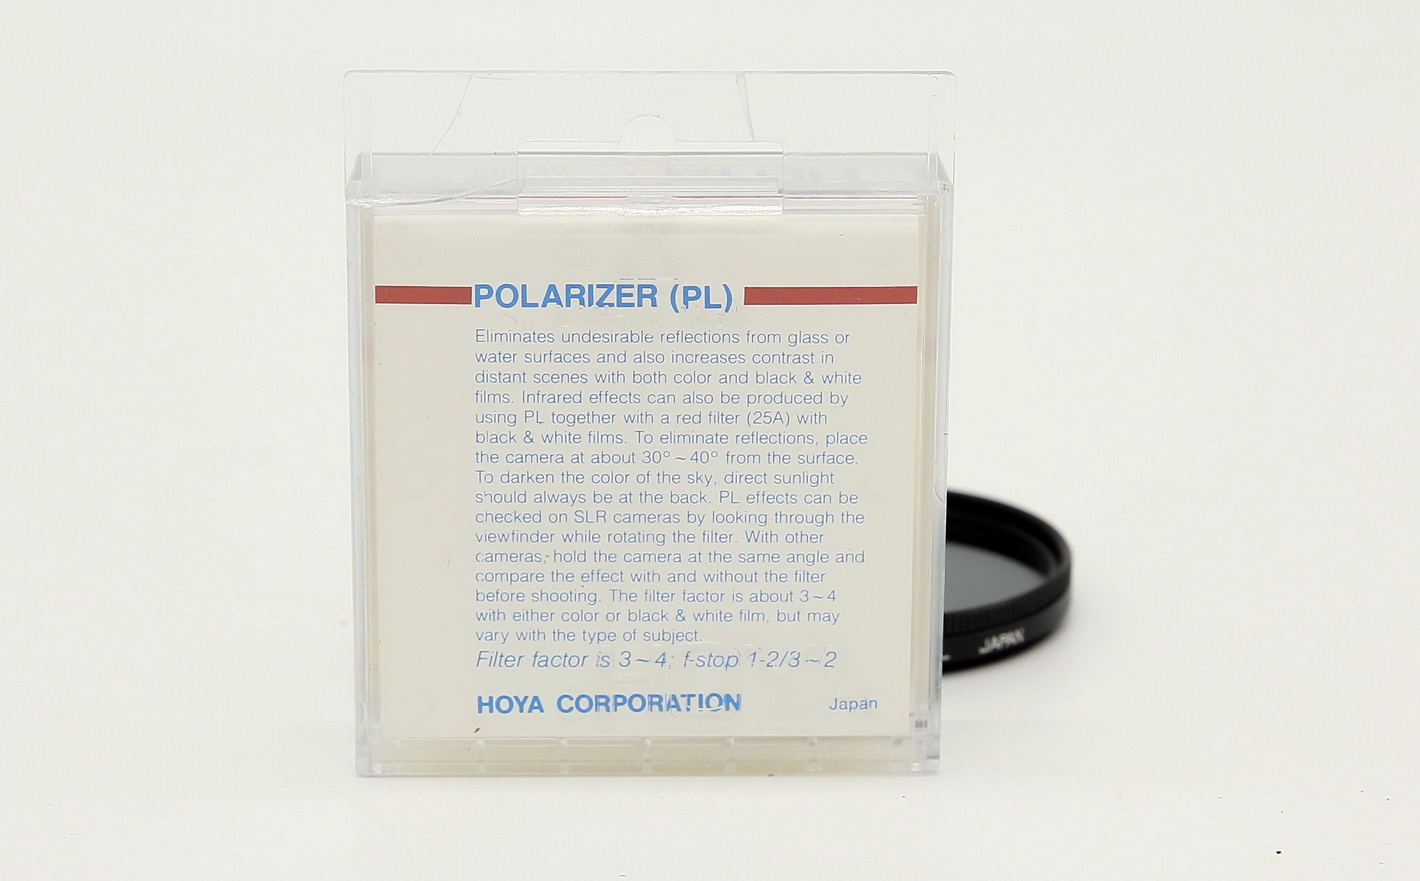 POLARIZER (PL)
Eliminates undesirable reflections from glass or
water surfaces and also increases contrast in
distant scenes with both color and black & white
films. Infrared effects can also be produced by
using PL together with a red filter (25A) with
black & white films. To eliminate reflections, place
the camera at about 30° ~ 40° from the surface.
To darken the color of the sky, direct sunlight
should always be at the back. PL effects can be
checked on SLR cameras by looking through the
viewfinder while rotating the filter. With other
cameras, hold the camera at the same angle and
compare the effect with and without the filter
before shooting. The filter factor is about 3 ~ 4
with either color or black & white film, but may
vary with the type of subject.
Filter factor is 3 ~ 4; f-stop 1-2/3 ~ 2
HOYA CORPORATION Japan
JAPAN